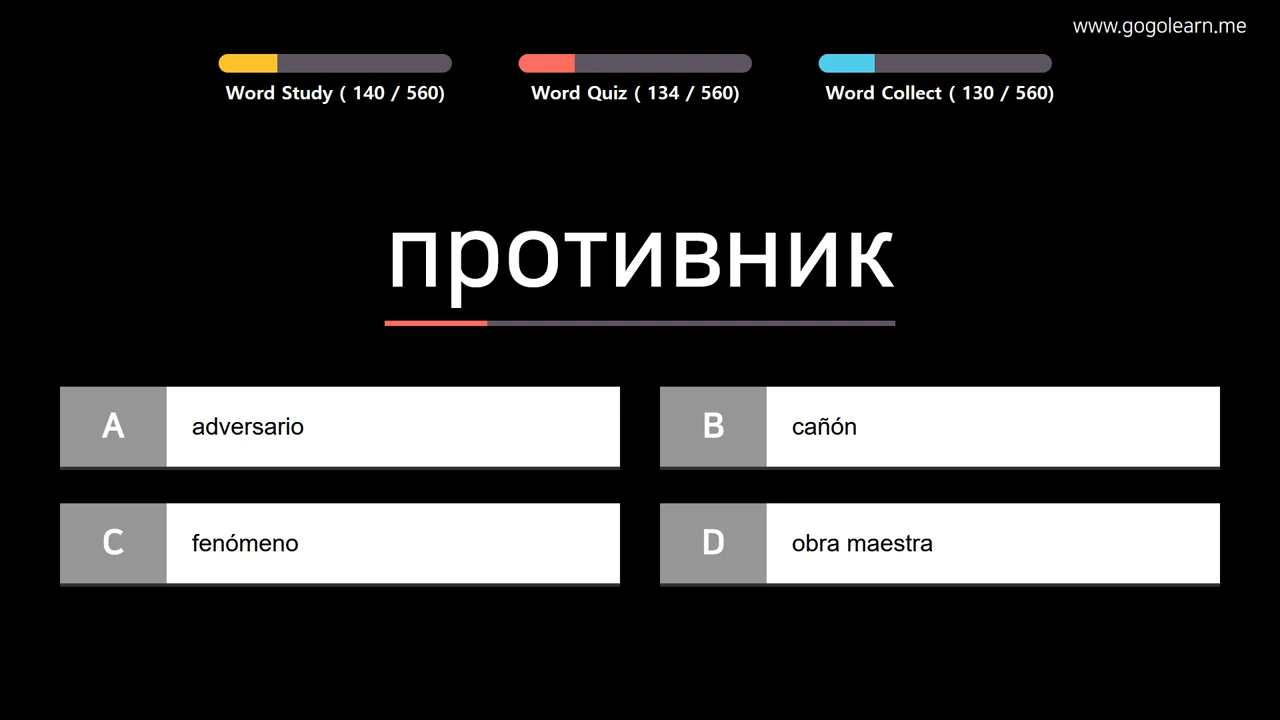 www.gogolearn.me
Word Study ( 140 / 560)
Word Quiz ( 134 / 560)
Word Collect ( 130 / 560)
противник
A
adversario
B
cañón
C
fenómeno
D
obra maestra